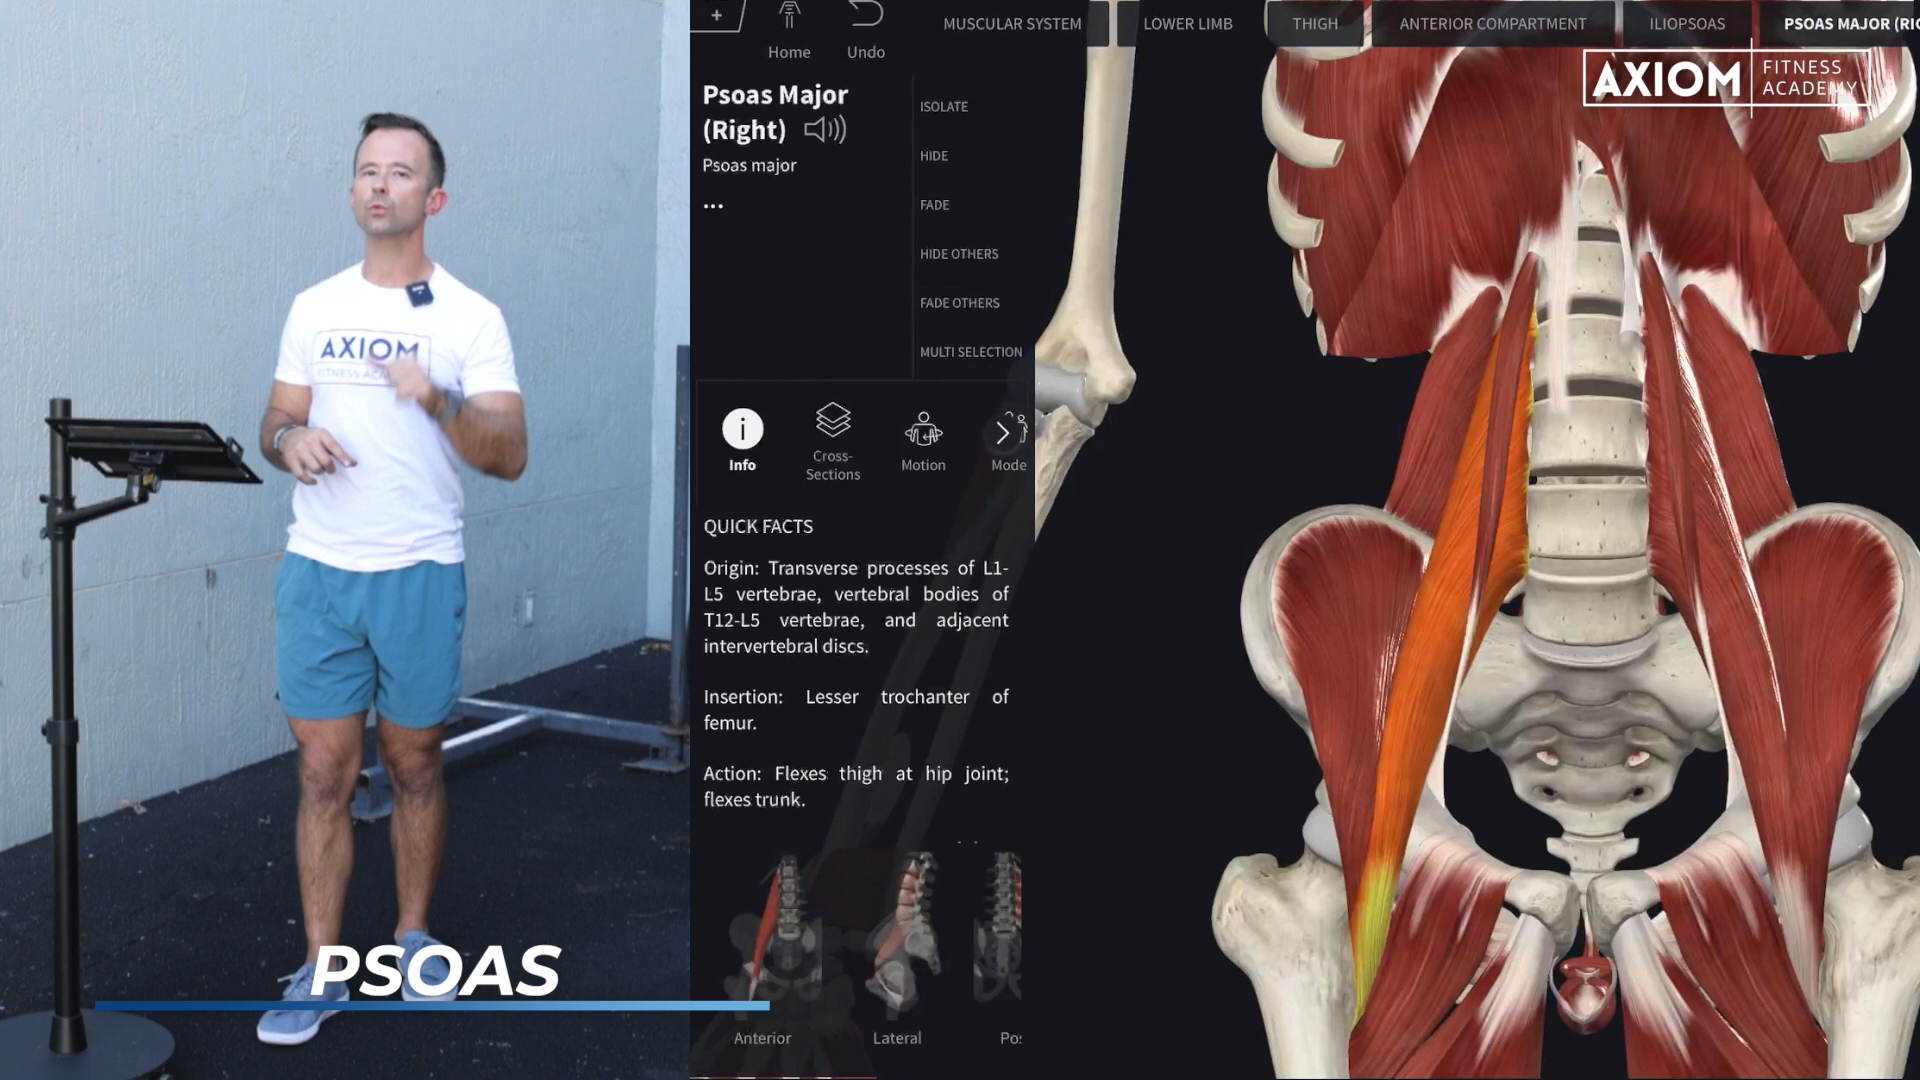 AXIOM
FITNESS
PSOAS
+
Home
Undo
MUSCULAR SYSTEM
LOWER LIMB
THIGH
ANTERIOR COMPARTMENT
ILIOPSOAS
PSOAS MAJOR
AXIOM
FITNESS
ACADEMY
Psoas Major
(Right)
Psoas major
...
ISOLATE
HIDE
FADE
HIDE OTHERS
FADE OTHERS
MULTI SELECTION
Info
Cross-
Sections
Motion
Mode
QUICK FACTS
Origin: Transverse processes of L1-
L5 vertebrae, vertebral bodies of
T12-L5 vertebrae, and adjacent
intervertebral discs.
Insertion: Lesser trochanter of
femur.
Action: Flexes thigh at hip joint;
flexes trunk.
Anterior
Lateral